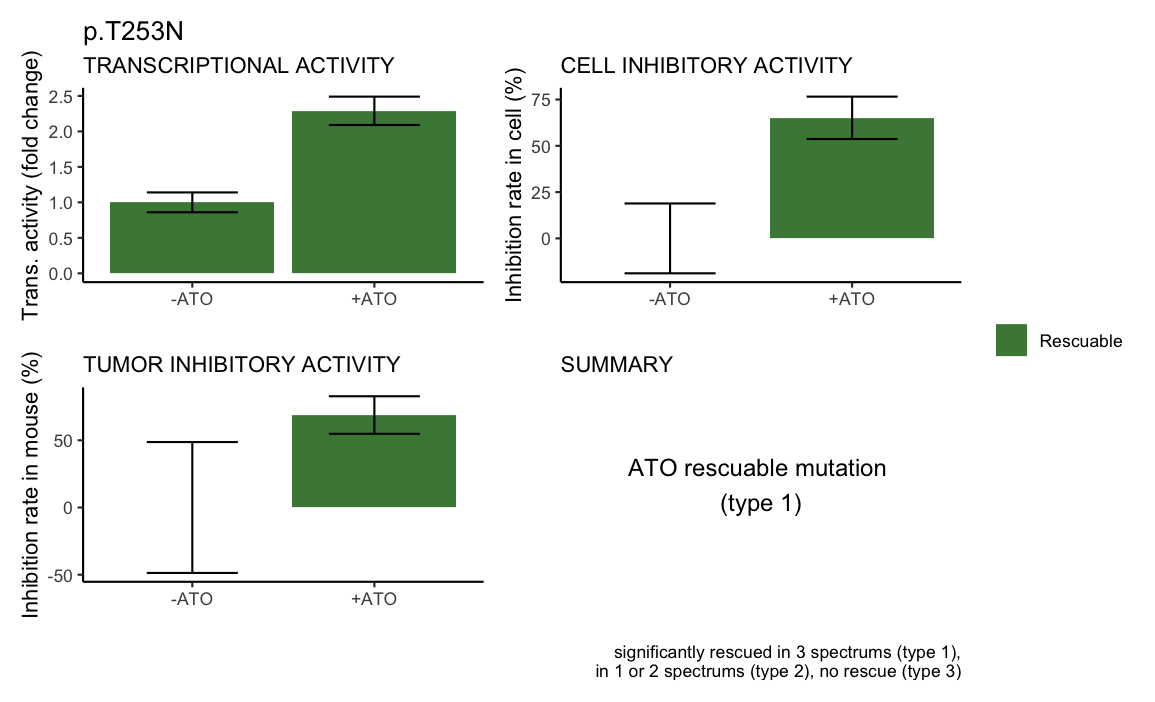 p.T253N
TRANSCRIPTIONAL ACTIVITY
Trans. activity (fold change)
2.5
2.0
1.5
1.0
0.5
0.0
-ATO +ATO
CELL INHIBITORY ACTIVITY
Inhibition rate in cell (%)
75
50
25
0
-ATO +ATO
Rescuable
TUMOR INHIBITORY ACTIVITY
Inhibition rate in mouse (%)
50
0
-50
-ATO +ATO
SUMMARY
ATO rescuable mutation
(type 1)
significantly rescued in 3 spectrums (type 1),
in 1 or 2 spectrums (type 2), no rescue (type 3)